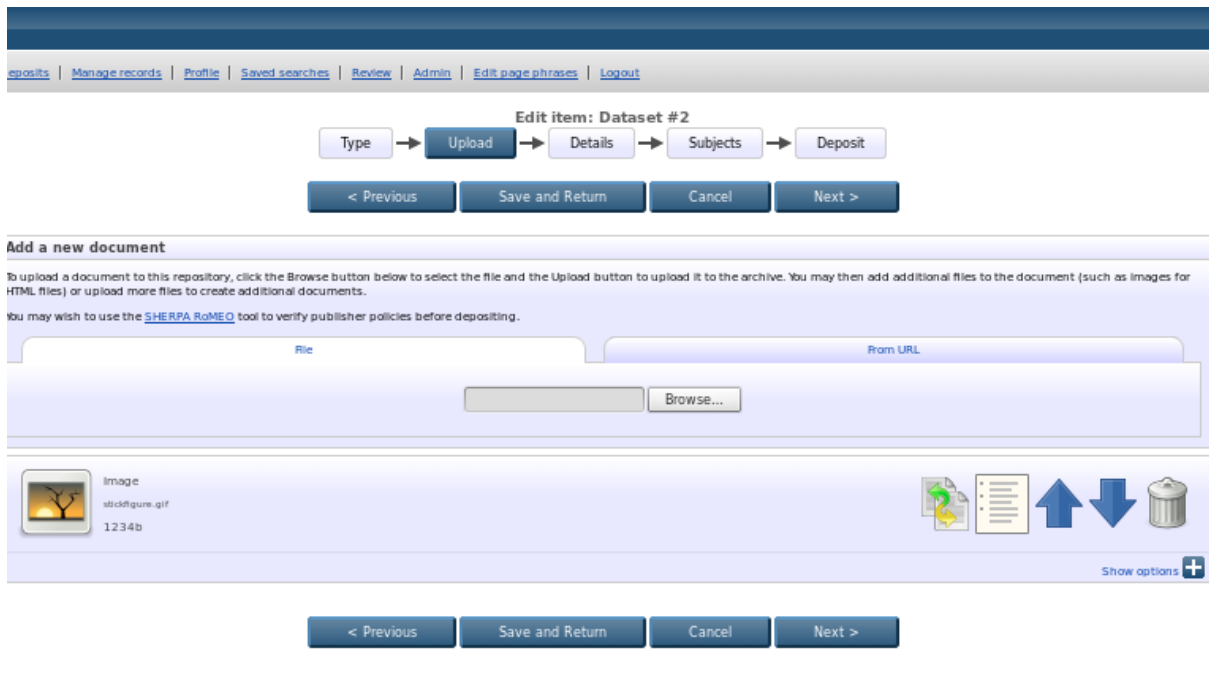 eposits | Manage records | Profile | Saved searches | Review | Admin | Edit page phrases | Logout
Edit item: Dataset #2
Type Upload Details Subjects Deposit
< Previous Save and Return Cancel Next >
Add a new document
To upload a document to this repository, click the Browse button below to select the file and the Upload button to upload it to the archive. You may then add additional files to the document (such as images for
HTML files) or upload more files to create additional documents.
You may wish to use the SHERPA RoMEO tool to verify publisher policies before depositing.
File From URL
Browse...
Image
stickfigure.gif
1234b
Show options
< Previous Save and Return Cancel Next >